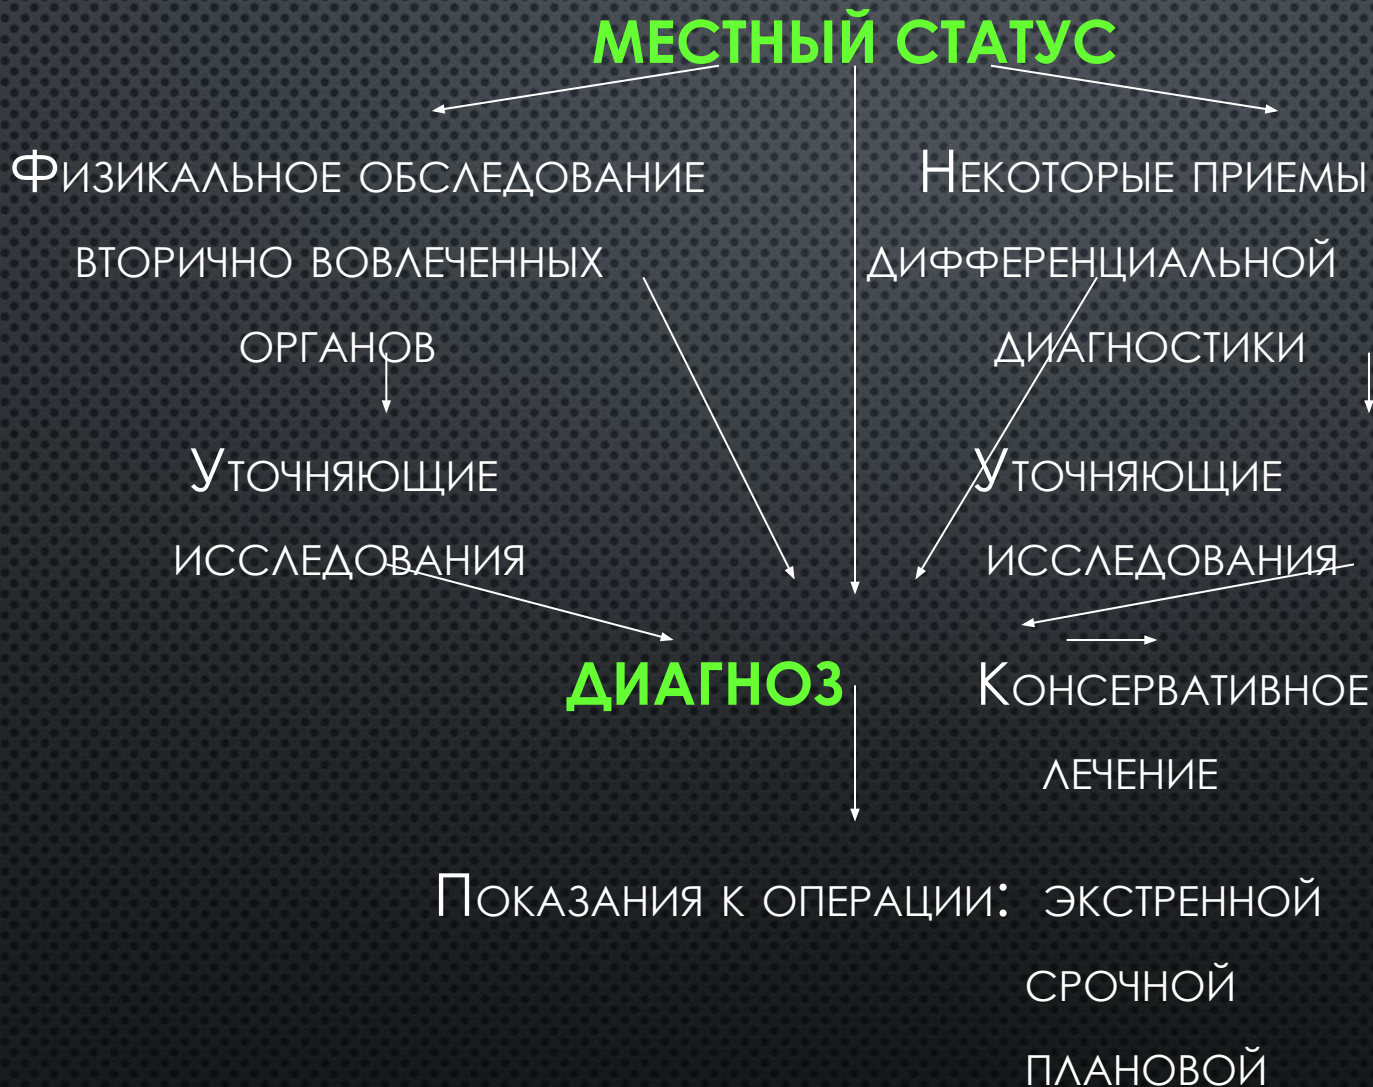 МЕСТНЫЙ СТАТУС
Физикальное обследование
вторично вовлеченных
органов
Некоторые приемы
дифференциальной
диагностики
Уточняющие
исследования
Уточняющие
исследования
ДИАГНОЗ
Консервативное
лечение
Показания к операции: экстренной
срочной
плановой